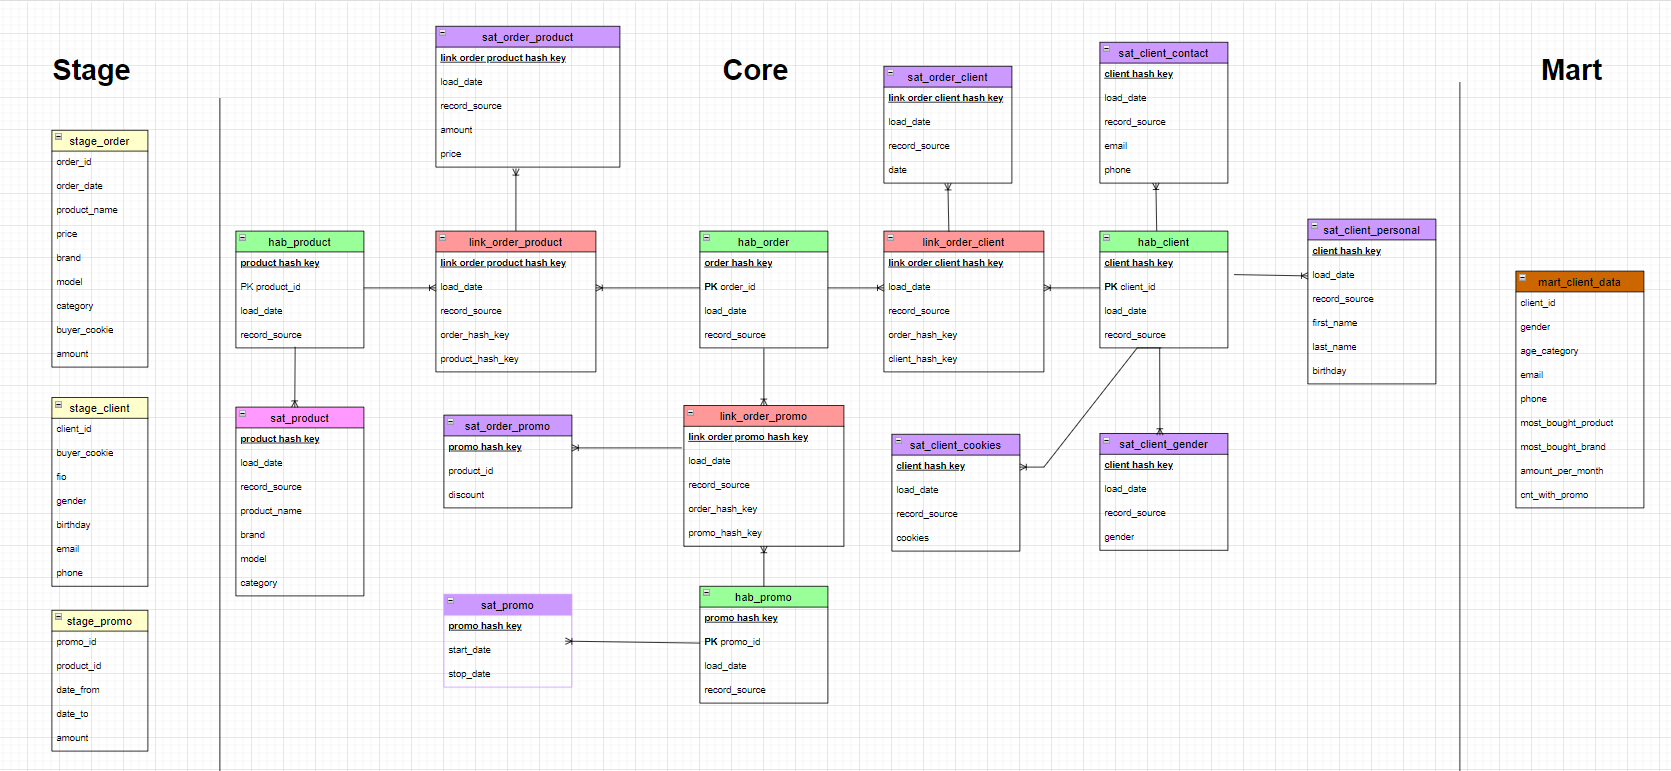 Stage
Core
Mart
stage_order
order_id
order_date
product_name
price
brand
model
category
buyer_cookie
amount
stage_client
client_id
buyer_cookie
fio
gender
birthday
email
phone
stage_promo
promo_id
product_id
date_from
date_to
amount
sat_order_product
link order product hash key
load_date
record_source
amount
price
hab_product
product hash key
PK product_id
load_date
record_source
sat_product
product hash key
load_date
record_source
product_name
brand
model
category
link_order_product
link order product hash key
load_date
record_source
order_hash_key
product_hash_key
sat_order_promo
promo hash key
product_id
discount
sat_promo
promo hash key
start_date
stop_date
hab_order
order hash key
PK order_id
load_date
record_source
link_order_promo
link order promo hash key
load_date
record_source
order_hash_key
promo_hash_key
hab_promo
promo hash key
PK promo_id
load_date
record_source
sat_order_client
link order client hash key
load_date
record_source
date
link_order_client
link order client hash key
load_date
record_source
order_hash_key
client_hash_key
sat_client_cookies
client hash key
load_date
record_source
cookies
sat_client_contact
client hash key
load_date
record_source
email
phone
hab_client
client hash key
PK client_id
load_date
record_source
sat_client_gender
client hash key
load_date
record_source
gender
sat_client_personal
client hash key
load_date
record_source
first_name
last_name
birthday
mart_client_data
client_id
gender
age_category
email
phone
most_bought_product
most_bought_brand
amount_per_month
cnt_with_promo